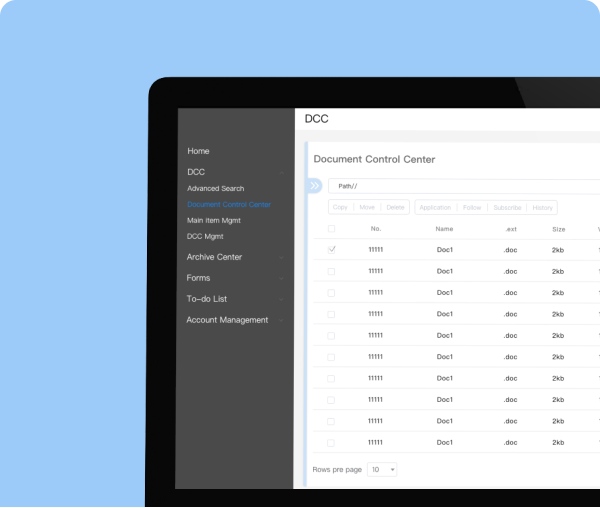 DCC
Home
DCC
Advanced Search
Document Control Center
Main item Mgmt
DCC Mgmt
Archive Center
Forms
To-do List
Account Management
Document Control Center
Path//
Copy Move Delete Application Follow Subscribe History
No. Name .ext Size
11111 Doc1 .doc 2kb
11111 Doc1 .doc 2kb
11111 Doc1 .doc 2kb
11111 Doc1 .doc 2kb
11111 Doc1 .doc 2kb
11111 Doc1 .doc 2kb
11111 Doc1 .doc 2kb
11111 Doc1 .doc 2kb
11111 Doc1 .doc 2kb
11111 Doc1 .doc 2kb
Rows pre page 10